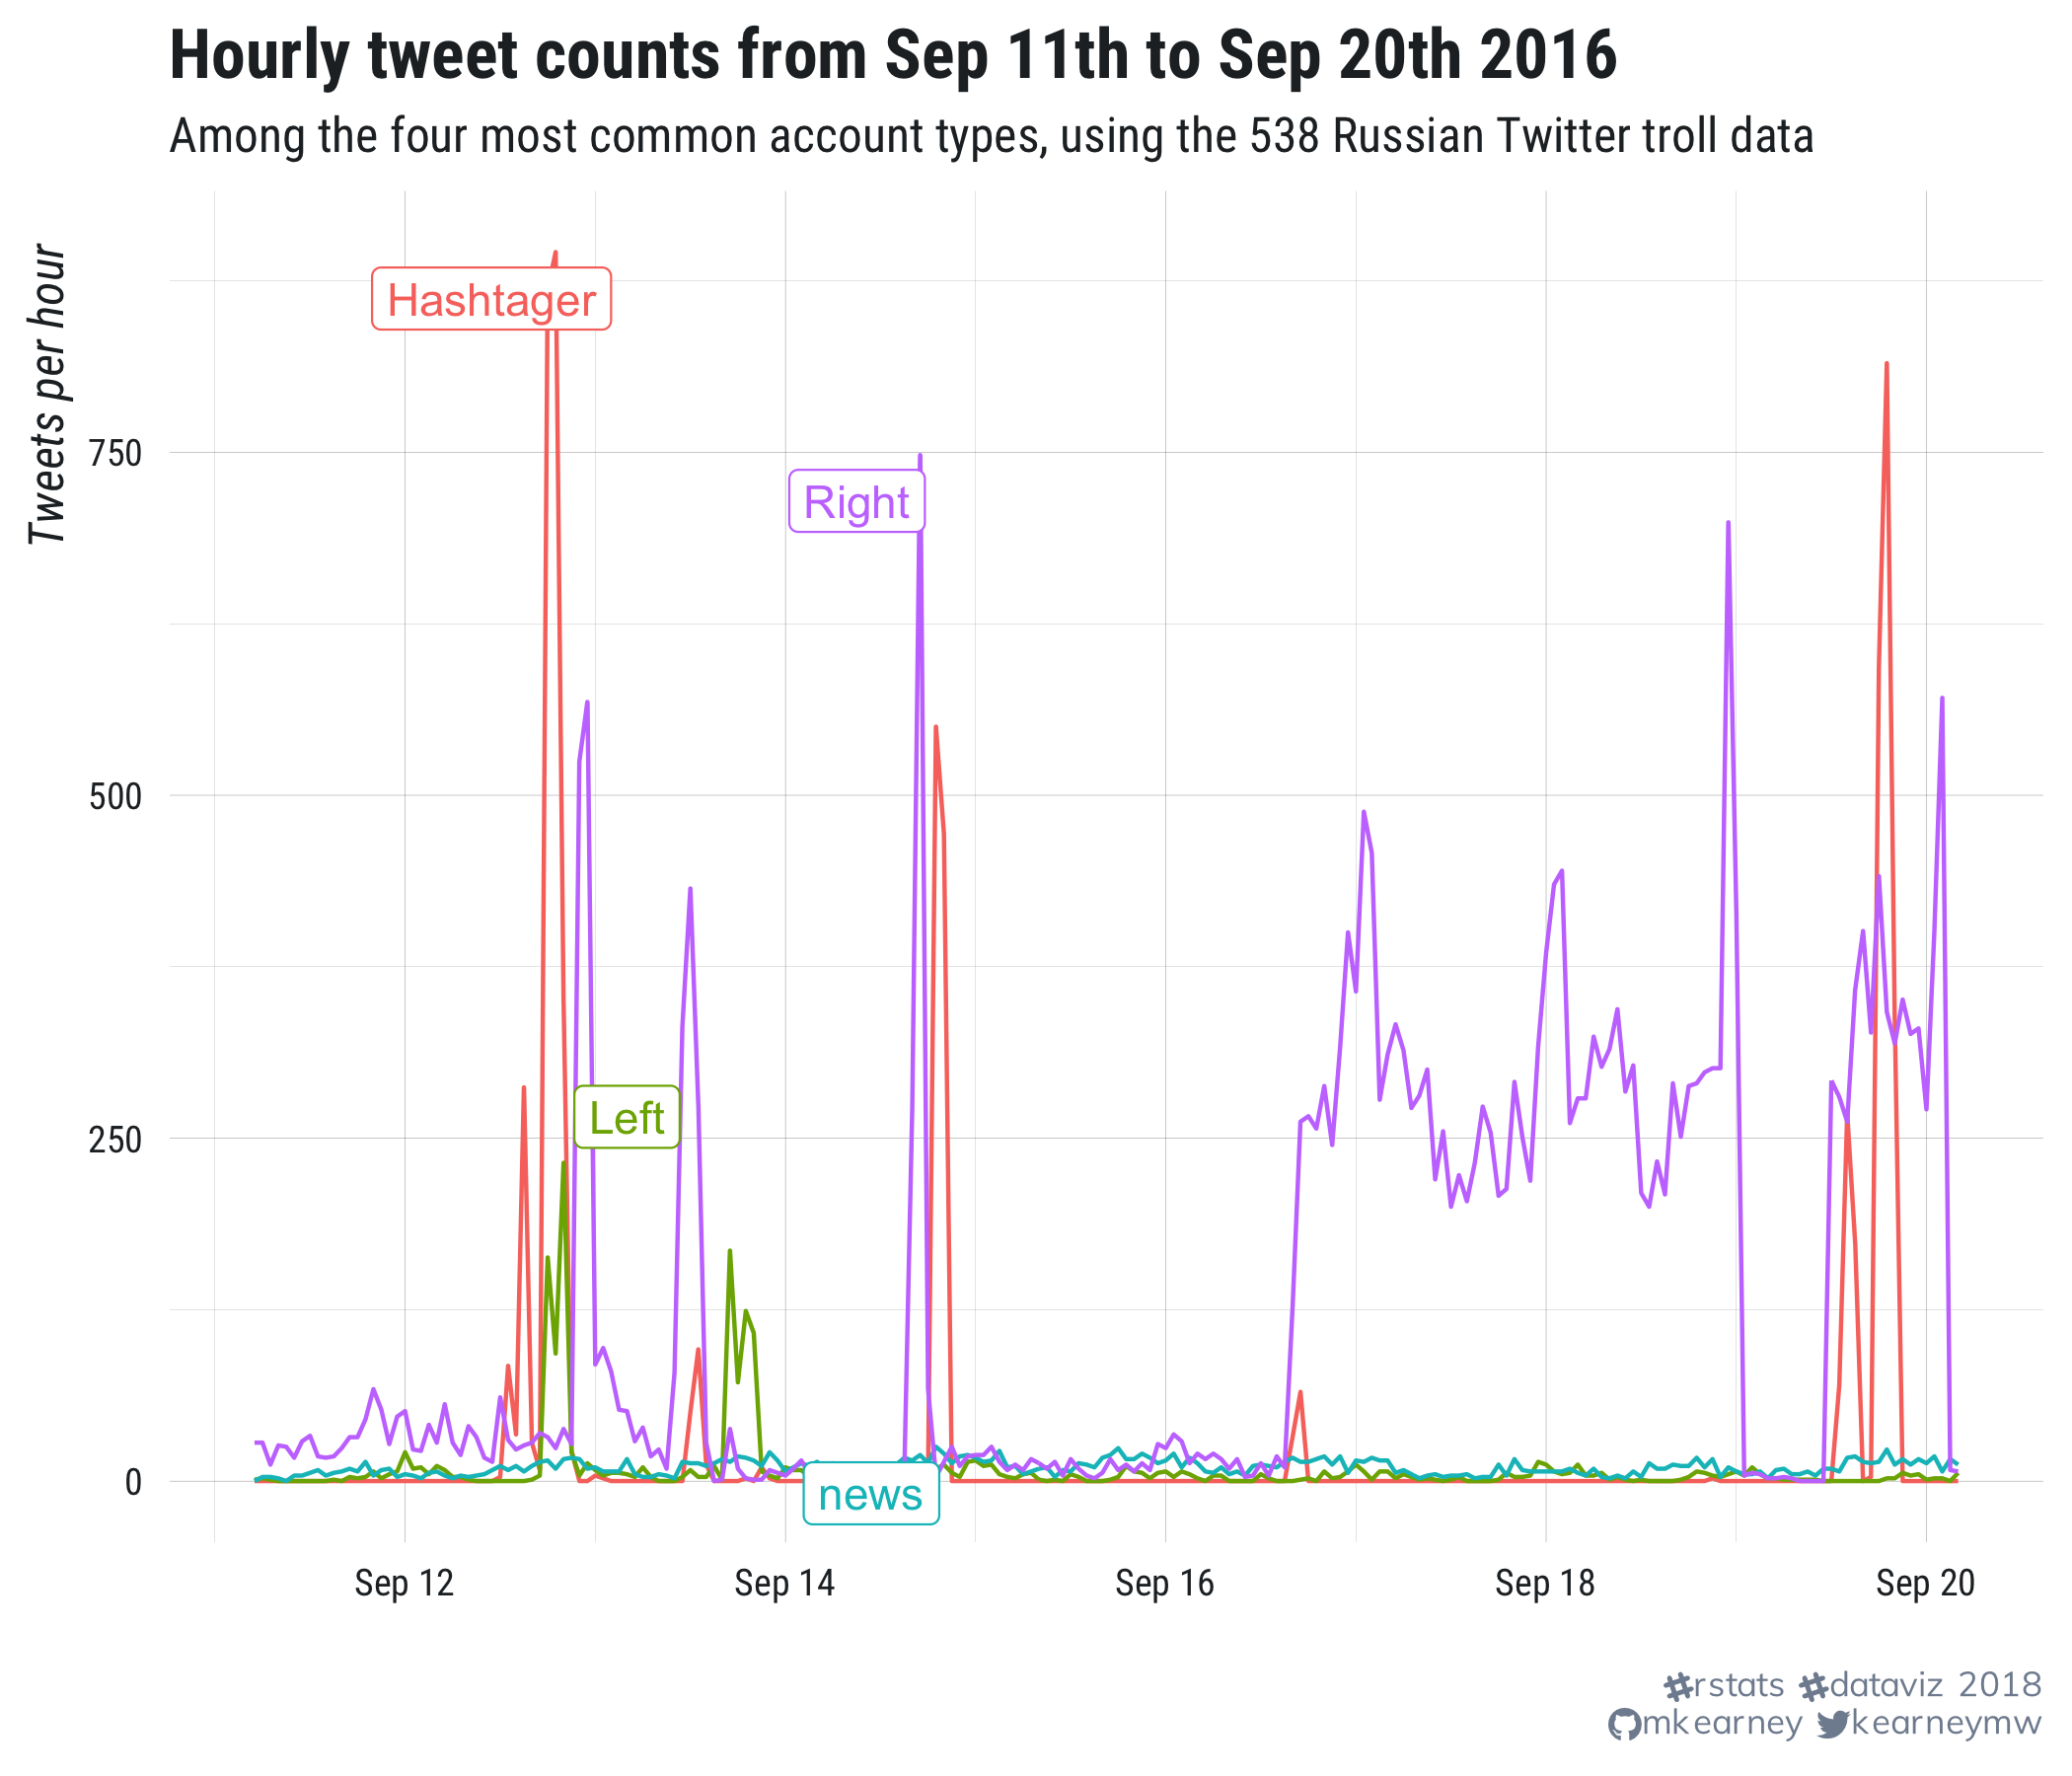 Hourly tweet counts from Sep 11th to Sep 20th 2016
Among the four most common account types, using the 538 Russian Twitter troll data
Tweets per hour
Hashtager
750
Right
500
Left
250
news
0
Sep 12 Sep 14 Sep 16 Sep 18 Sep 20
#rstats #dataviz 2018
mkearney kearneymw